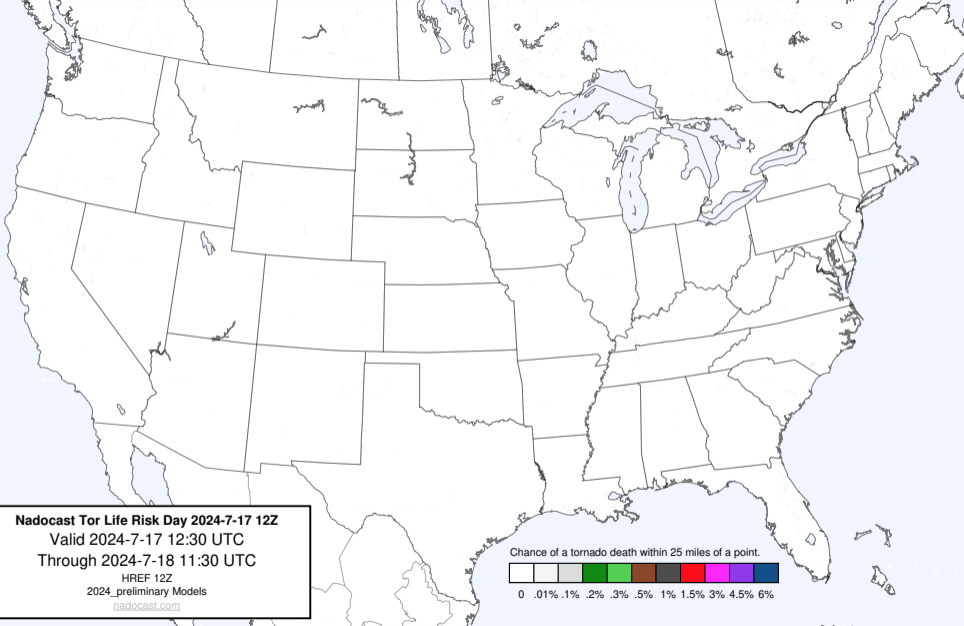 Nadocast Tor Life Risk Day 2024-7-17 12Z
Valid 2024-7-17 12:30 UTC
Through 2024-7-18 11:30 UTC
HREF 12Z
2024_preliminary Models
nadocast.com
Chance of a tornado death within 25 miles of a point.
0 .01% .1% .2% .3% .5% 1% 1.5% 3% 4.5% 6%